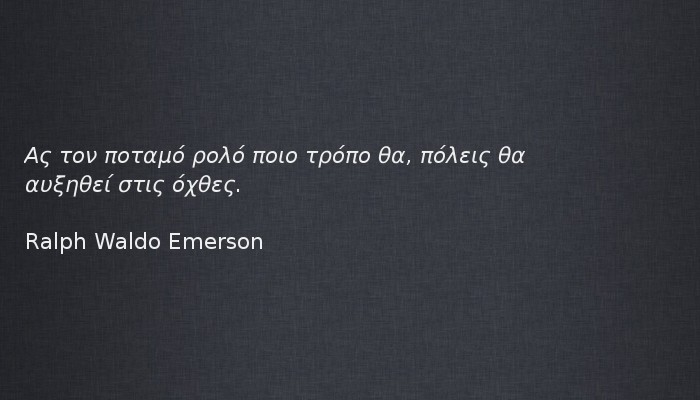 Ας τον ποταμό ρολό ποιο τρόπο θα, πόλεις θα
αυξηθεί στις όχθες.
Ralph Waldo Emerson